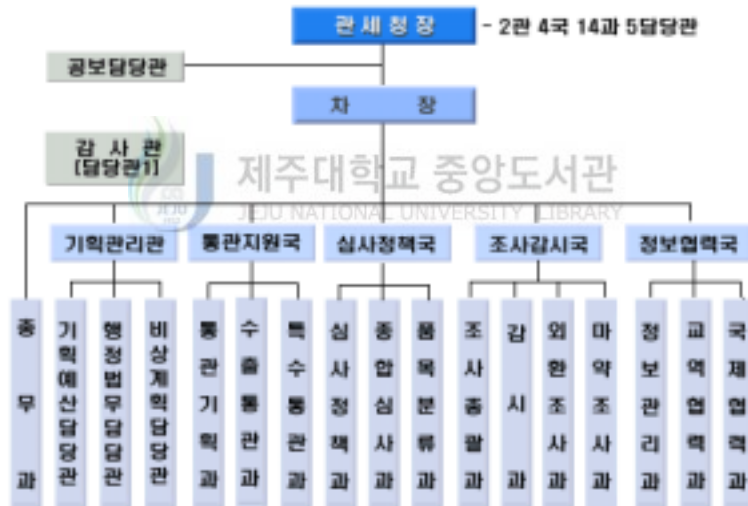 관세청장 - 2관 4국 14과 5담당관
공보담당관
차 장
감 사 관
[담당관1]
제주대학교 중앙도서관
JEJU NATIONAL UNIVERSITY LIBRARY
JEJU
1952
기획관리관 통관지원국 심사정책국 조사감시국 정보협력국
총무과
기획예산담당관
행정법무담당관
비상계획담당관
통관기획과
수출통관과
특수통관과
심사정책과
종합심사과
품목분류과
조사총괄과
감시과
외환조사과
마약조사과
정보관리과
교역협력과
국제협력과